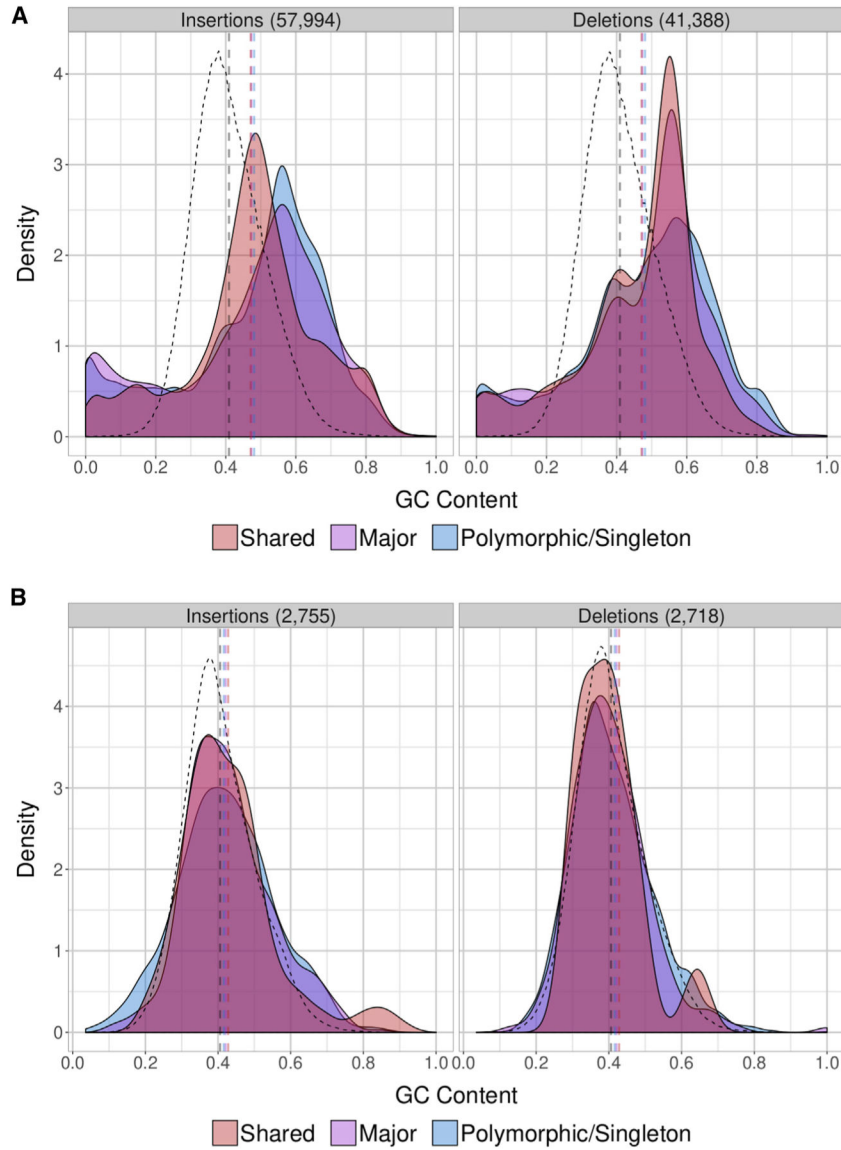 A
Insertions (57,994)
Deletions (41,388)
Density
4
3
2
1
0
0.0 0.2 0.4 0.6 0.8 1.0
0.0 0.2 0.4 0.6 0.8 1.0
GC Content
Shared Major Polymorphic/Singleton
B
Insertions (2,755)
Deletions (2,718)
Density
4
3
2
1
0
0.0 0.2 0.4 0.6 0.8 1.0
0.0 0.2 0.4 0.6 0.8 1.0
GC Content
Shared Major Polymorphic/Singleton